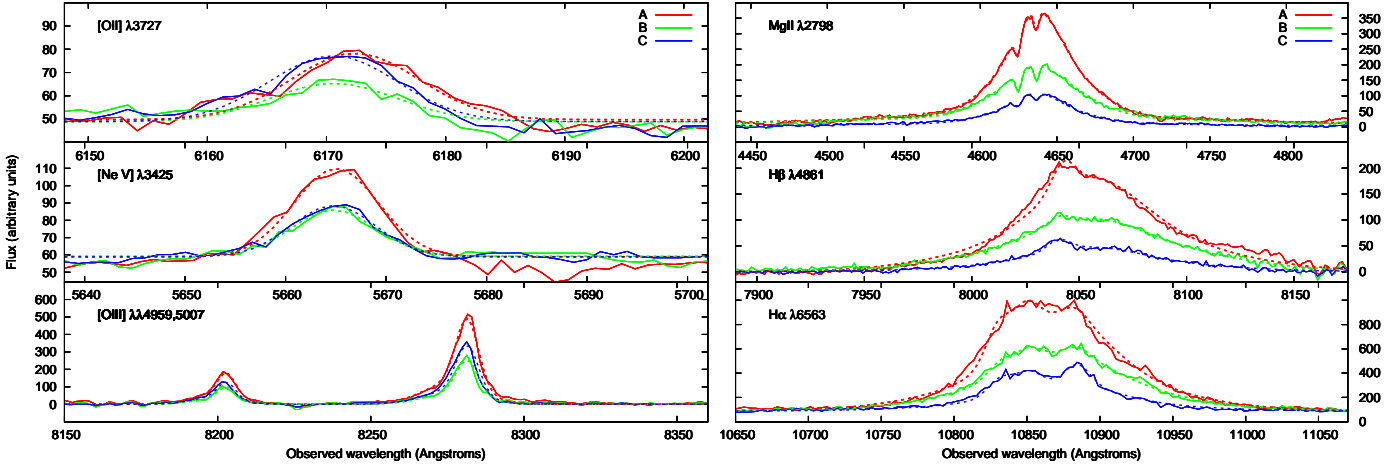 [OII] λ3727
A
B
C
90
80
70
60
50
6150 6160 6170 6180 6190 6200
[Ne V] λ3425
110
100
90
80
70
60
50
5640 5650 5660 5670 5680 5690 5700
[OIII] λλ4959,5007
600
500
400
300
200
100
0
8150 8200 8250 8300 8350
Flux (arbitrary units)
Observed wavelength (Angstroms)
MgII λ2798
A
B
C
350
300
250
200
150
100
50
0
4450 4500 4550 4600 4650 4700 4750 4800
Hβ λ4861
200
150
100
50
0
7900 7950 8000 8050 8100 8150
Hα λ6563
800
600
400
200
0
10650 10700 10750 10800 10850 10900 10950 11000 11050
Observed wavelength (Angstroms)